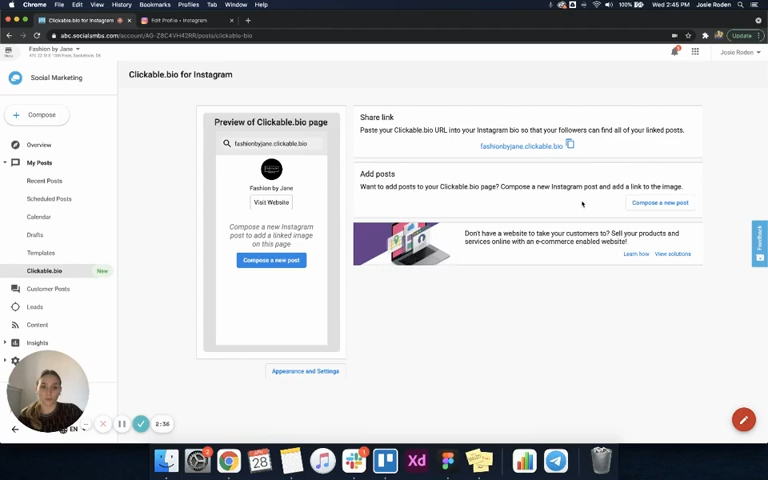 Chrome File Edit View History Bookmarks Profiles Tab Window Help
100% Wed 2:45 PM Josie Roden
Clickable.bio for Instagram
Edit Profile • Instagram
abc.socialsmbs.com/account/AG-Z8C4VH42RR/posts/clickable-bio
Update
Fashion by Jane
Josie Roden
Social Marketing
Clickable.bio for Instagram
Compose
Overview
My Posts
Recent Posts
Scheduled Posts
Calendar
Drafts
Templates
Clickable.bio New
Customer Posts
Leads
Content
Insights
EN
2:36
Preview of Clickable.bio page
fashionbyjane.clickable.bio
Fashion by Jane
Visit Website
Compose a new Instagram
post to add a linked image
on this page
Compose a new post
Appearance and Settings
Share link
Paste your Clickable.bio URL into your Instagram bio so that your followers can find all of your linked posts.
fashionbyjane.clickable.bio
Add posts
Want to add posts to your Clickable.bio page? Compose a new Instagram post and add a link to the image.
Compose a new post
Don't have a website to take your customers to? Sell your products and
services online with an e-commerce enabled website!
Learn how View solutions
Feedback
28
Xd